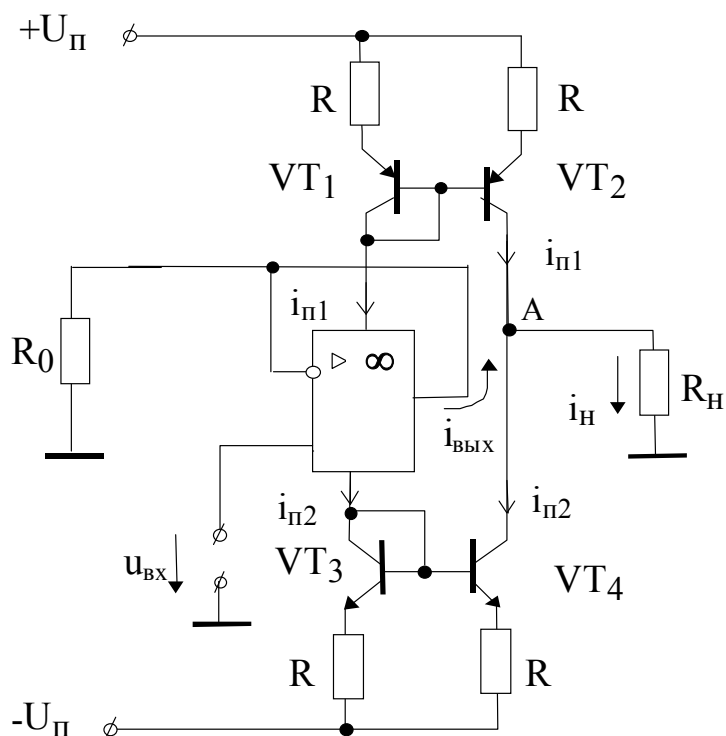 +Uп
R
R
VT1
VT2
iп1
iп1
A
R0
▷ ∞
Rн
iвых
iн
iп2
iп2
uвх
VT3
VT4
R
R
-Uп